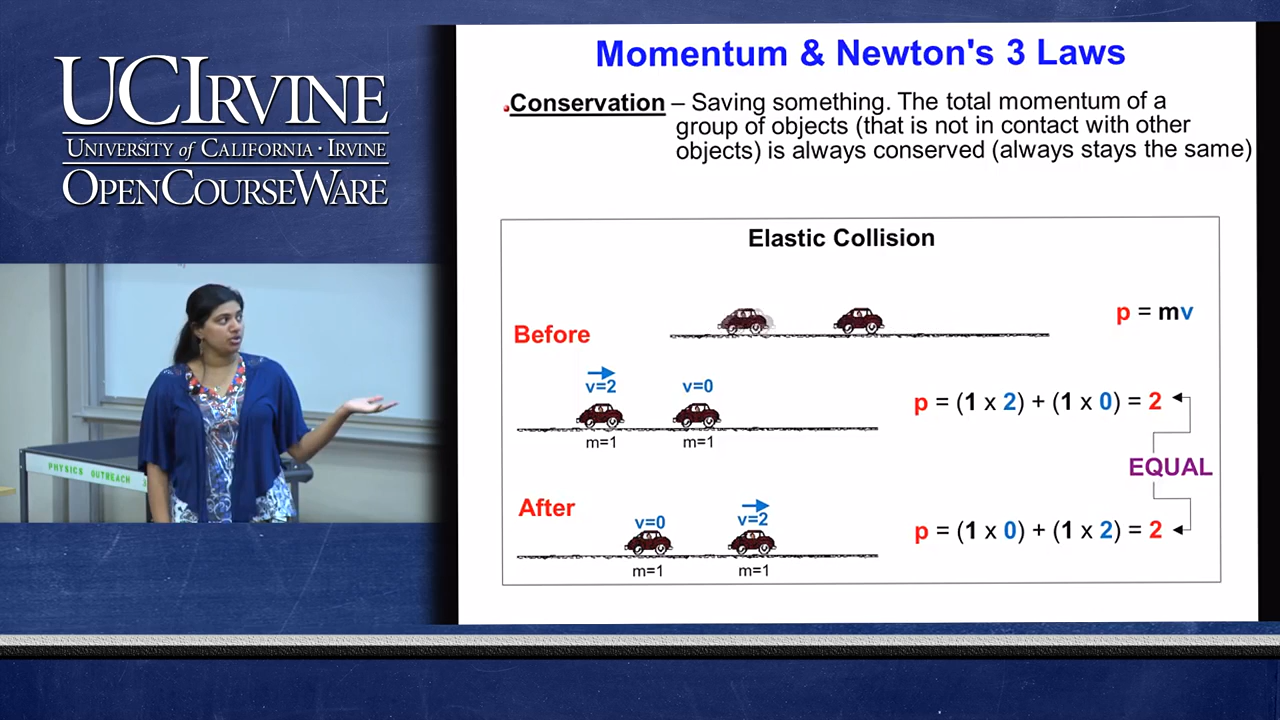 UCIRVINE
UNIVERSITY of CALIFORNIA · IRVINE
OPENCOURSEWARE
PHYSICS OUTREACH
Momentum & Newton's 3 Laws
Conservation – Saving something. The total momentum of a
group of objects (that is not in contact with other
objects) is always conserved (always stays the same)
Elastic Collision
Before
p = mv
v=2 v=0
p = (1 x 2) + (1 x 0) = 2
m=1 m=1
EQUAL
After
v=0 v=2
p = (1 x 0) + (1 x 2) = 2
m=1 m=1